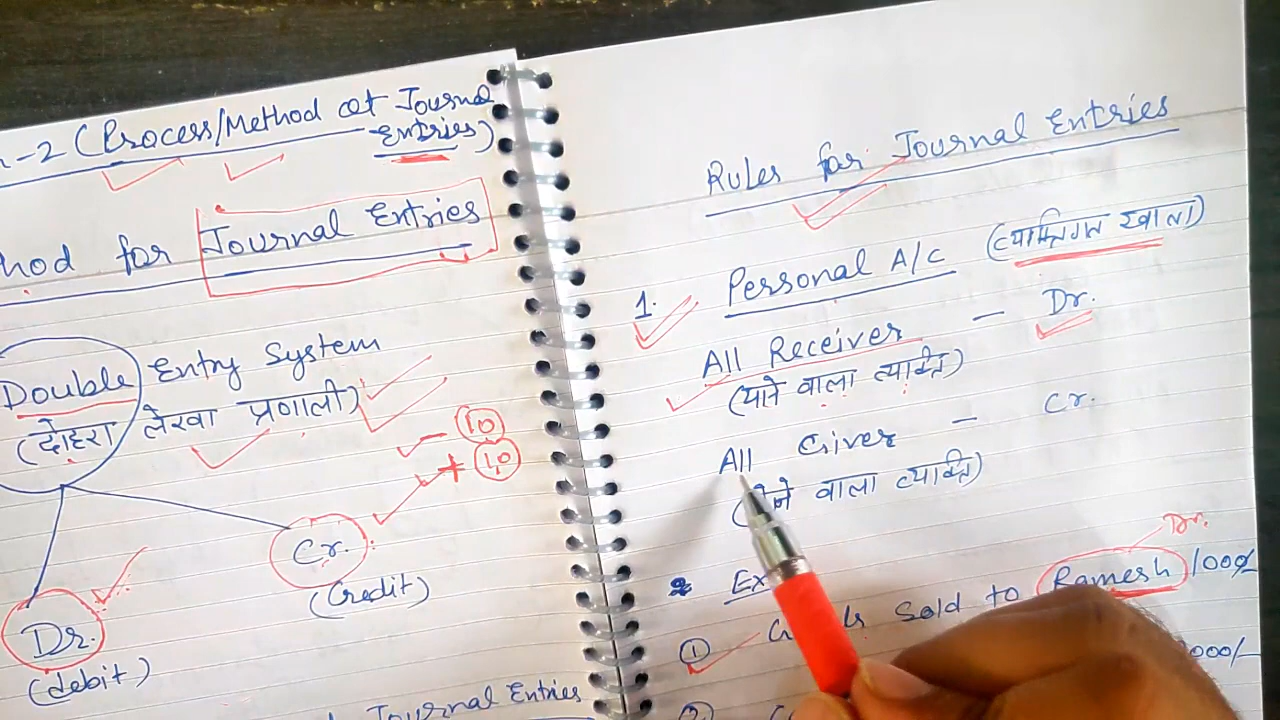 -2 (Process/Method of Journal
Entries)
hod for Journal Entries
Double Entry System
(दोहरा लेखा प्रणाली)
- 10
+ 10
Cr.
(Credit)
Dr.
(debit)
Journal Entries
Rules for Journal Entries
1. Personal A/C (व्यक्तिगत खाता)
All Receiver - Dr.
(पाने वाला व्यक्ति)
All Giver - Cr.
वाला व्यक्ति)
Dr.
Ex
① sold to Ramesh 1000/-
000/-
②